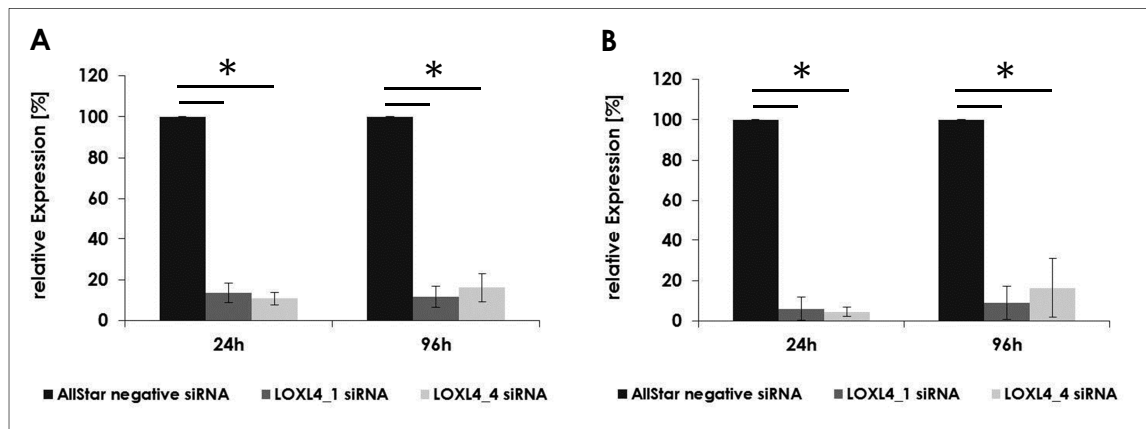 A
* *
120
100
80
60
40
20
0
relative Expression [%]
24h 96h
AllStar negative siRNA LOXL4_1 siRNA LOXL4_4 siRNA
B
* *
120
100
80
60
40
20
0
relative Expression [%]
24h 96h
AllStar negative siRNA LOXL4_1 siRNA LOXL4_4 siRNA